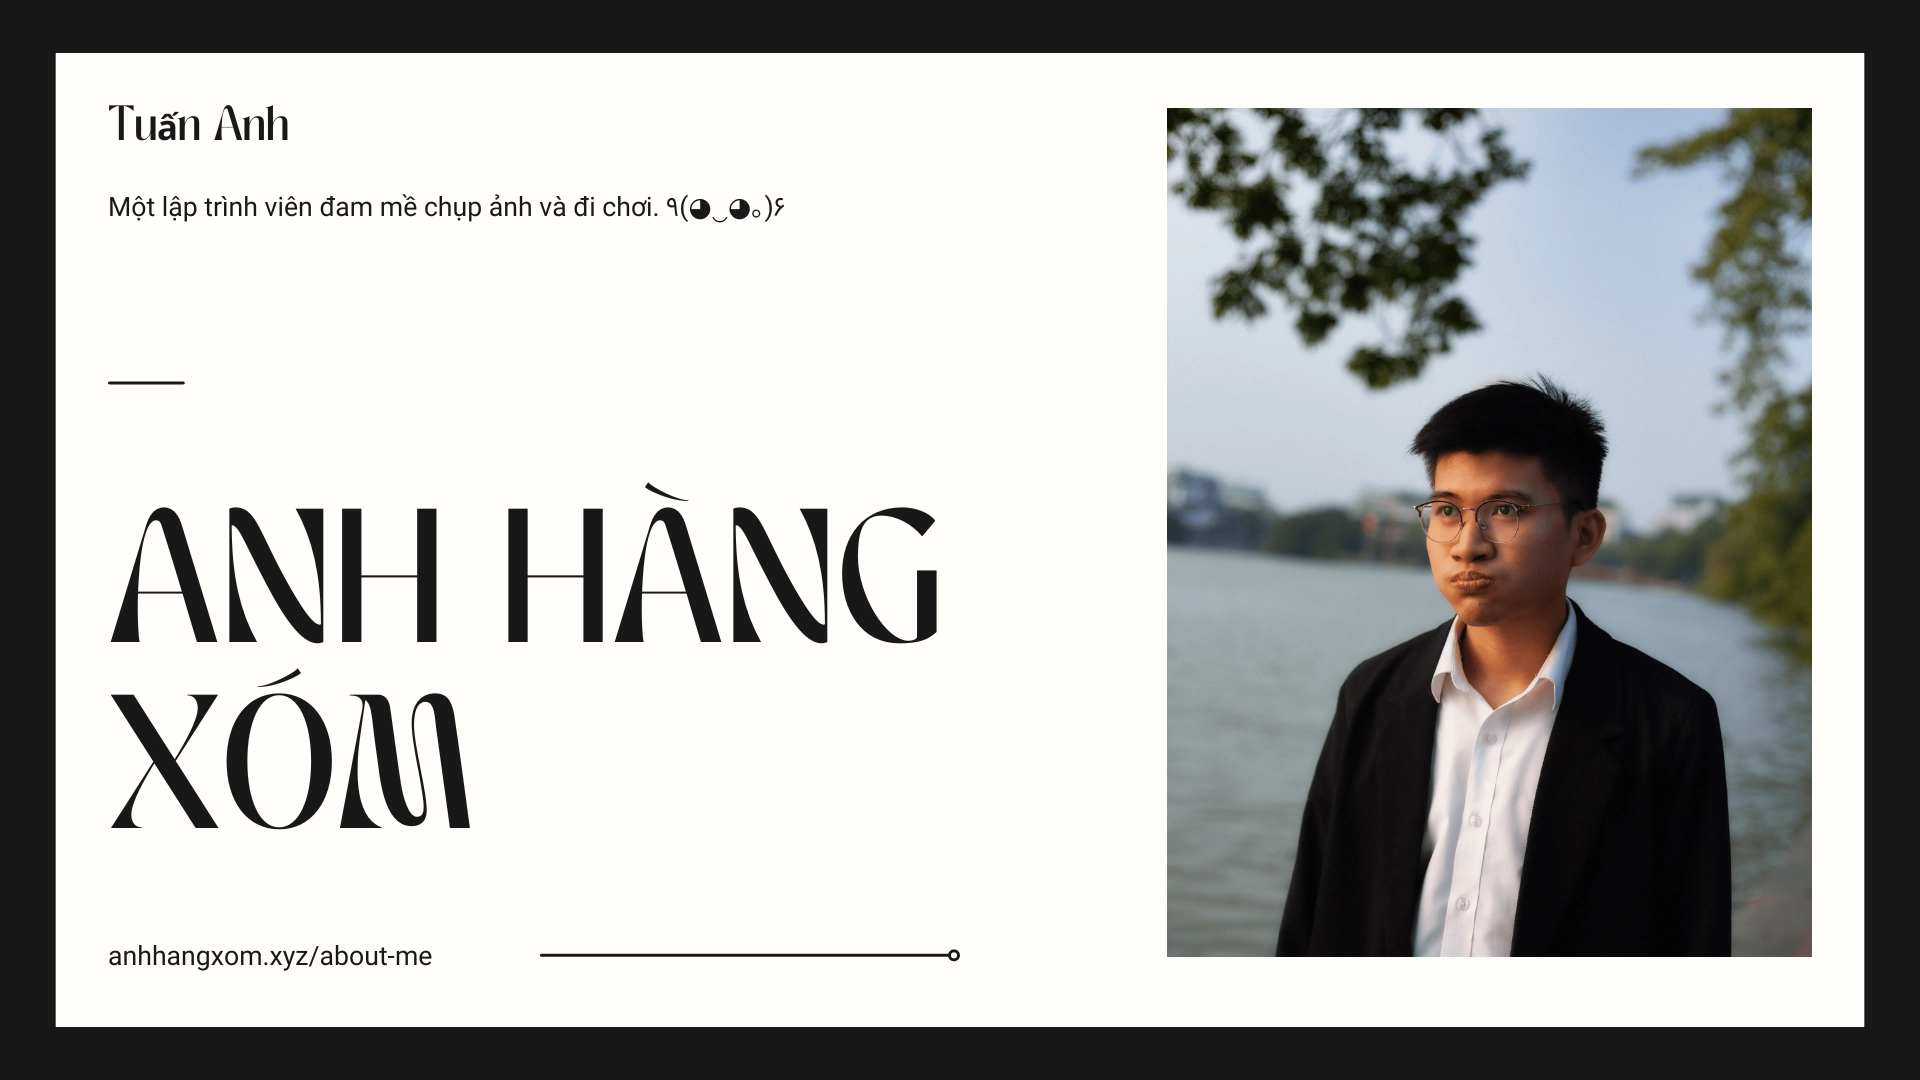 Tuấn Anh
Một lập trình viên đam mề chụp ảnh và đi chơi. ٩(◕‿◕｡)۶
ANH HÀNG
XÓM
anhhangxom.xyz/about-me